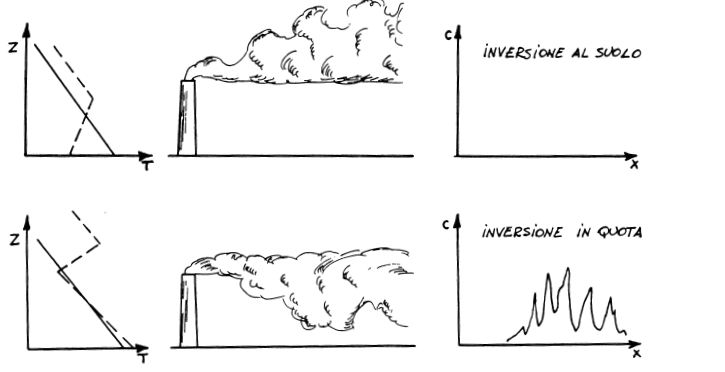 Z
T
C
INVERSIONE AL SUOLO
X
Z
T
C
INVERSIONE IN QUOTA
X